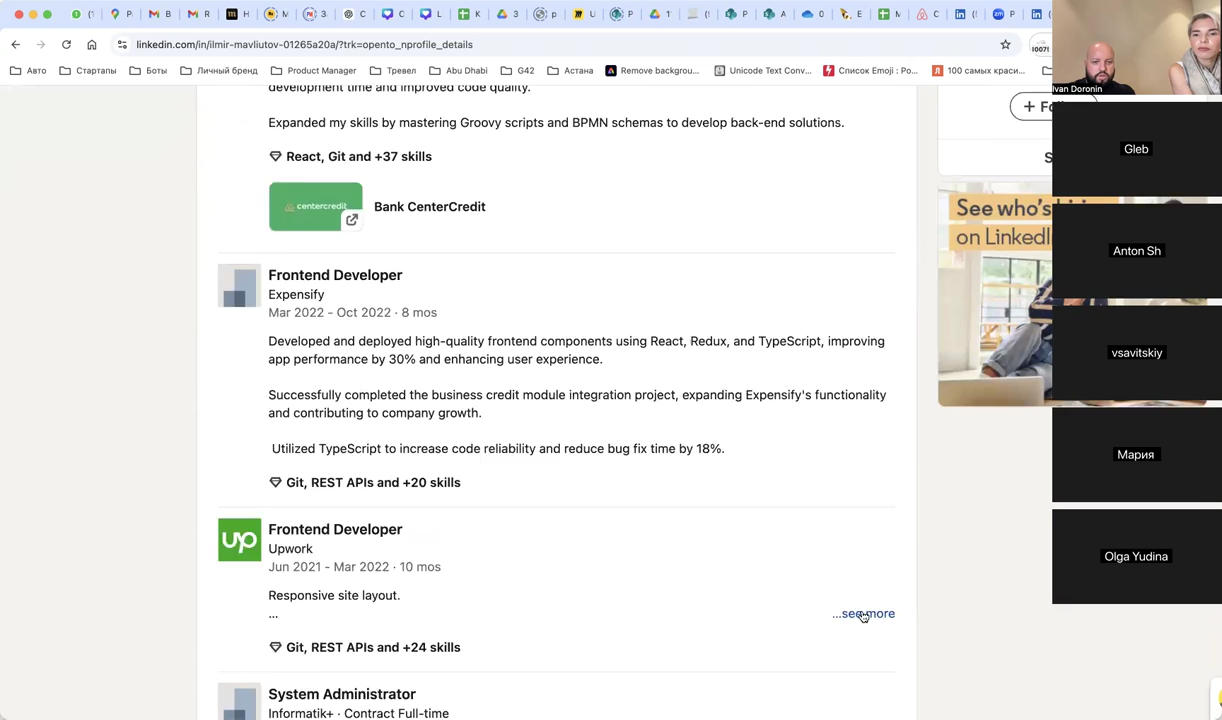 linkedin.com/in/ilmir-mavliutov-01265a20a/?trk=opento_nprofile_details
Авто
Стартапы
Боты
Личный бренд
Product Manager
Тревел
Abu Dhabi
G42
Астана
Remove backgrou...
Unicode Text Conv...
Список Emoji : Po...
100 самых краси...
development time and improved code quality.
Expanded my skills by mastering Groovy scripts and BPMN schemas to develop back-end solutions.
React, Git and +37 skills
centercredit
Bank CenterCredit
Frontend Developer
Expensify
Mar 2022 - Oct 2022 · 8 mos
Developed and deployed high-quality frontend components using React, Redux, and TypeScript, improving
app performance by 30% and enhancing user experience.
Successfully completed the business credit module integration project, expanding Expensify's functionality
and contributing to company growth.
Utilized TypeScript to increase code reliability and reduce bug fix time by 18%.
Git, REST APIs and +20 skills
up
Frontend Developer
Upwork
Jun 2021 - Mar 2022 · 10 mos
Responsive site layout.
...
...see more
Git, REST APIs and +24 skills
System Administrator
Informatik+ · Contract Full-time
See who's
on LinkedI
Ivan Doronin
Gleb
Anton Sh
vsavitskiy
Мария
Olga Yudina